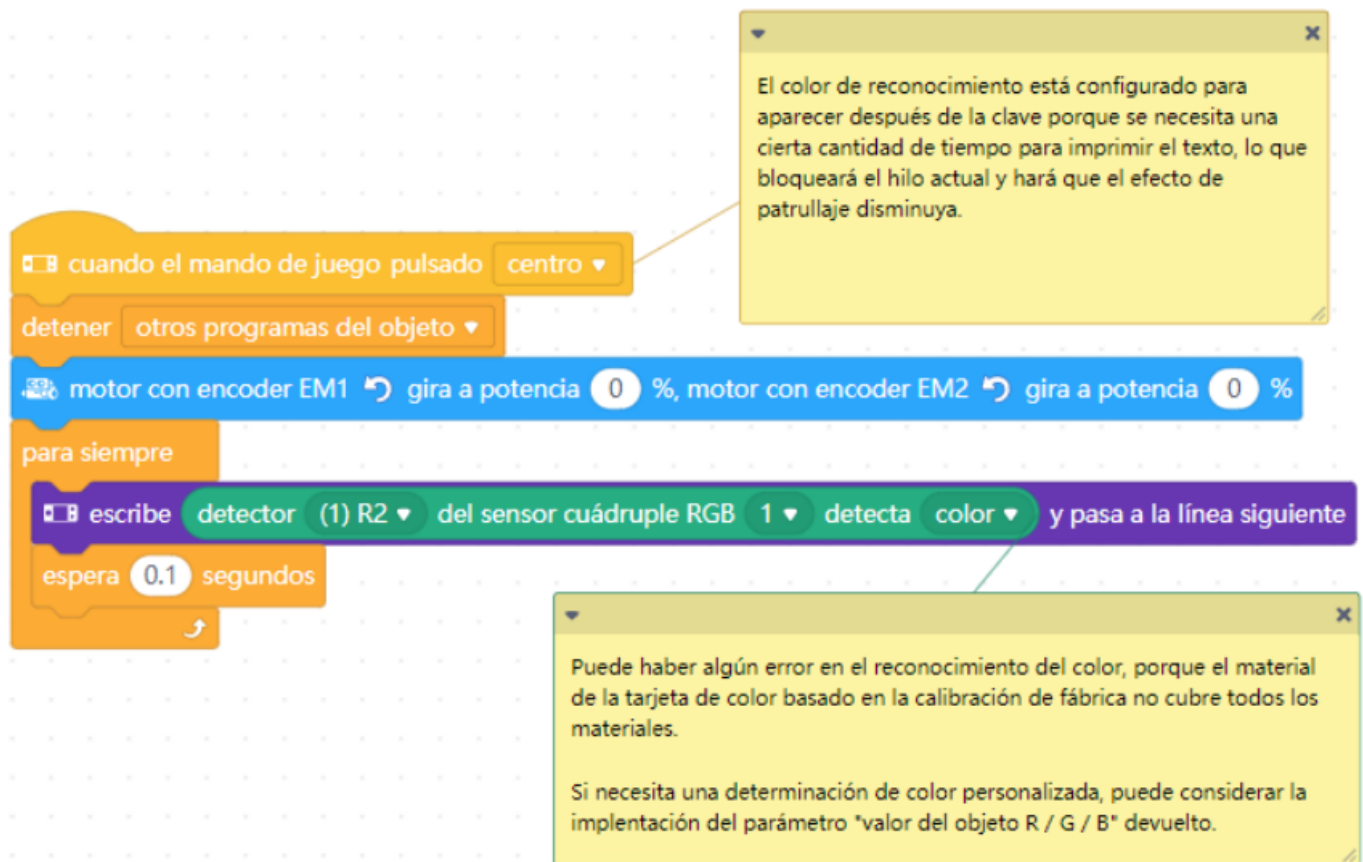 El color de reconocimiento está configurado para
aparecer después de la clave porque se necesita una
cierta cantidad de tiempo para imprimir el texto, lo que
bloqueará el hilo actual y hará que el efecto de
patrullaje disminuya.
cuando el mando de juego pulsado centro
detener otros programas del objeto
motor con encoder EM1 gira a potencia 0 %, motor con encoder EM2 gira a potencia 0 %
para siempre
escribe detector (1) R2 del sensor cuádruple RGB 1 detecta color y pasa a la línea siguiente
espera 0.1 segundos
Puede haber algún error en el reconocimiento del color, porque el material
de la tarjeta de color basado en la calibración de fábrica no cubre todos los
materiales.
Si necesita una determinación de color personalizada, puede considerar la
implentación del parámetro "valor del objeto R / G / B" devuelto.